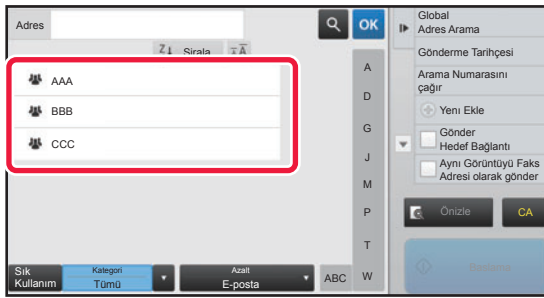 Adres
OK
Sırala
AAA
BBB
CCC
A
D
G
J
M
P
T
W
Sık
Kullanım
Kategori
Tümü
Azalt
E-posta
ABC
Global
Adres Arama
Gönderme Tarihçesi
Arama Numarasını
çağır
Yeni Ekle
Gönder
Hedef Bağlantı
Aynı Görüntüyü Faks
Adresi olarak gönder
Önizle
CA